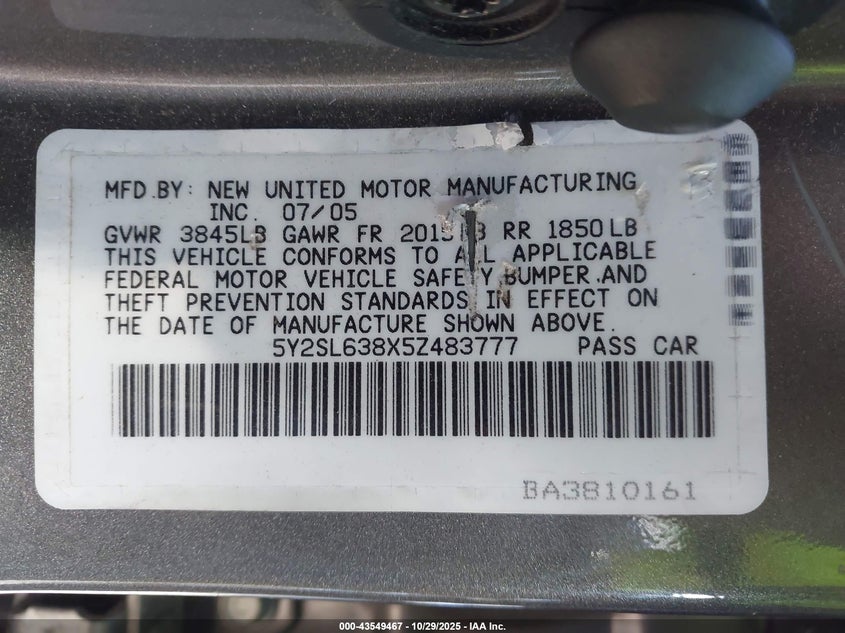 MFD.BY: NEW UNITED MOTOR MANUFACTURING
INC. 07/05
GVWR 3845LB GAWR FR RR 1850LB
THIS VEHICLE CONFORMS TO ALL APPLICABLE
FEDERAL MOTOR VEHICLE SAFETY BUMPER AND
THEFT PREVENTION STANDARDS IN EFFECT ON
THE DATE OF MANUFACTURE SHOWN ABOVE.
5Y2SL638X5Z483777 PASS CAR
BA3810161
000-43549467 - 10/29/2025 - IAA Inc.